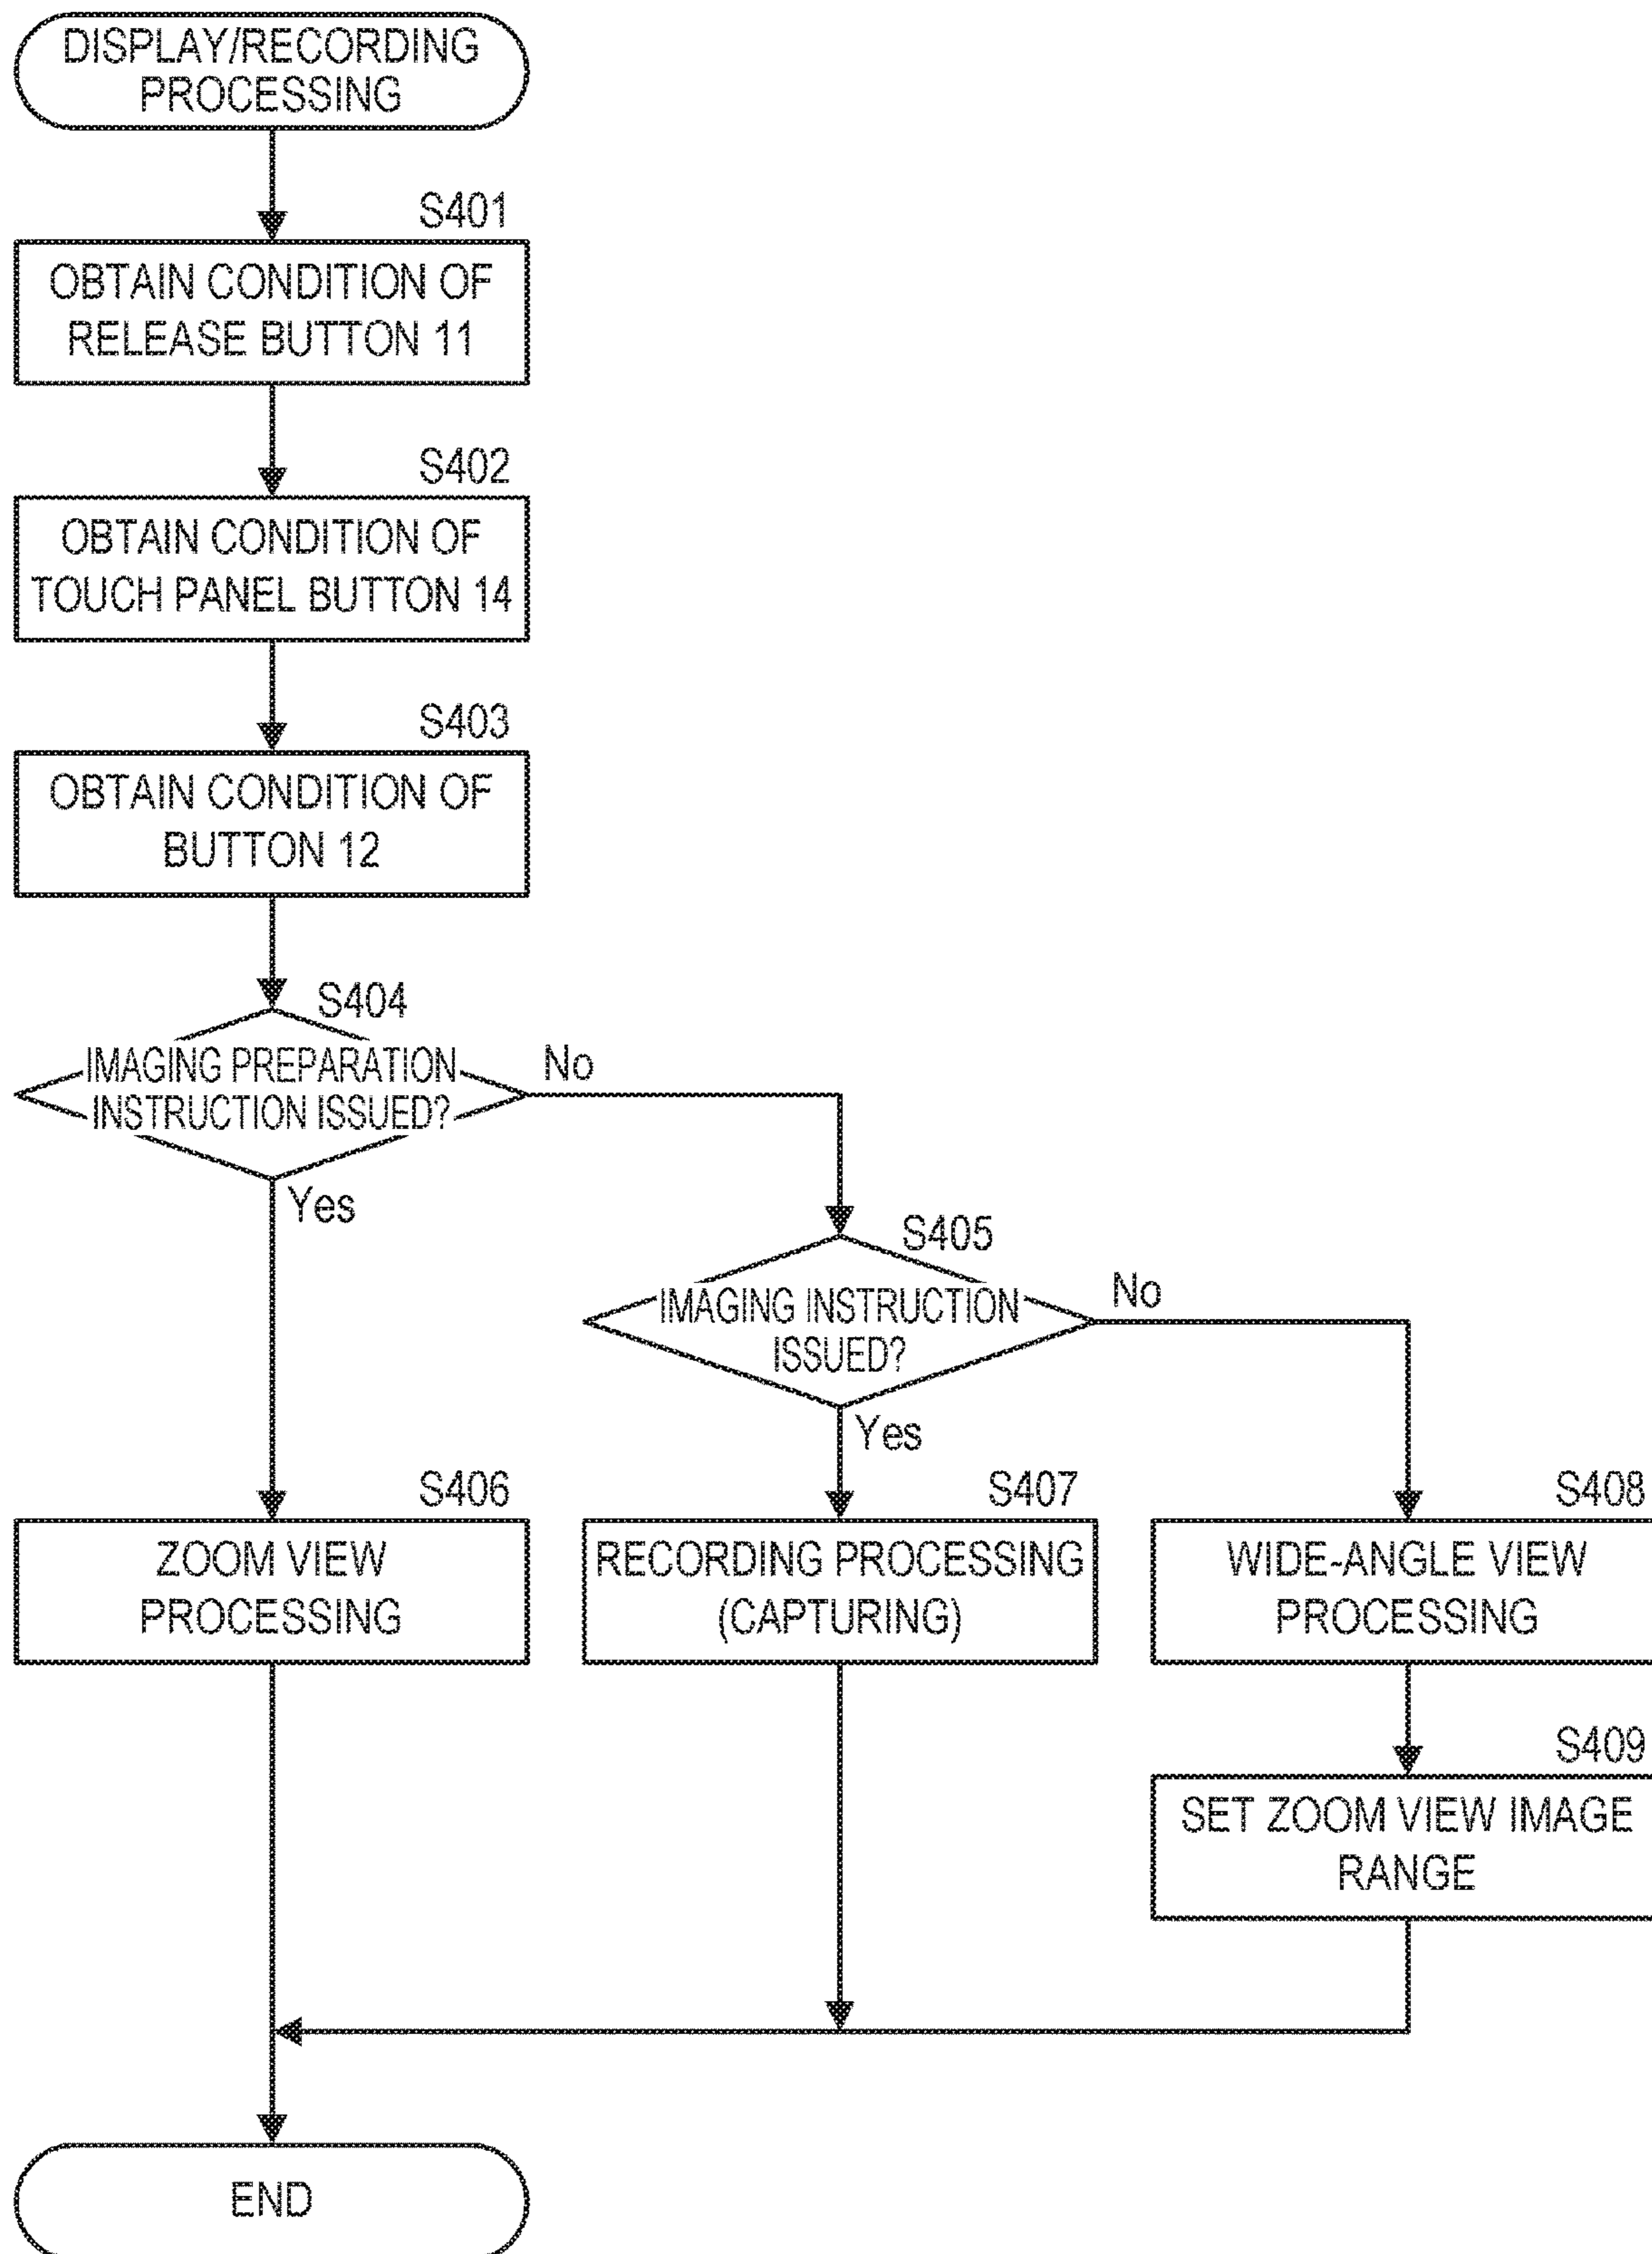 DISPLAY/RECORDING
PROCESSING
S401
OBTAIN CONDITION OF
RELEASE BUTTON 11
S402
OBTAIN CONDITION OF
TOUCH PANEL BUTTON 14
S403
OBTAIN CONDITION OF
BUTTON 12
S404
IMAGING PREPARATION
INSTRUCTION ISSUED?
No
Yes
S405
IMAGING INSTRUCTION
ISSUED?
No
Yes
S406
ZOOM VIEW
PROCESSING
S407
RECORDING PROCESSING
(CAPTURING)
S408
WIDE-ANGLE VIEW
PROCESSING
S409
SET ZOOM VIEW IMAGE
RANGE
END